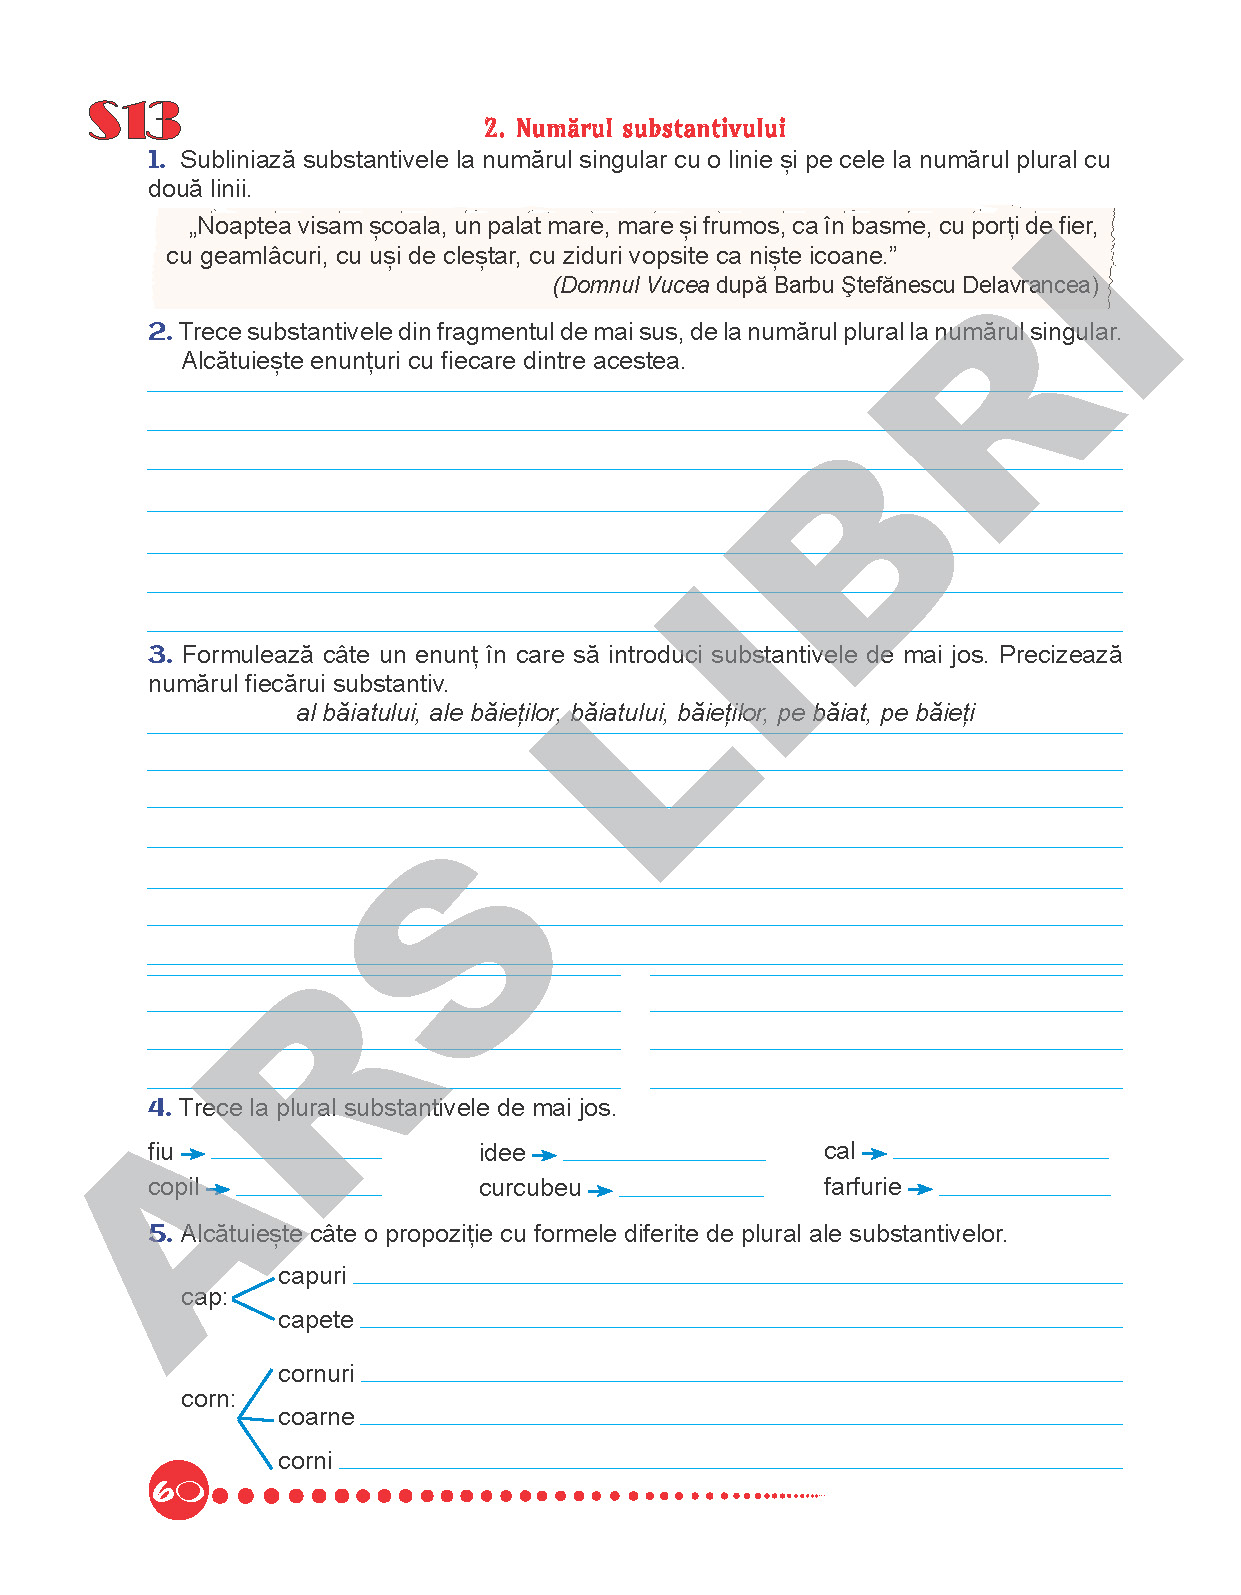 S13
2. Numărul substantivului
1. Subliniază substantivele la numărul singular cu o linie și pe cele la numărul plural cu
două linii.
„Noaptea visam școala, un palat mare, mare și frumos, ca în basme, cu porți de fier,
cu geamlâcuri, cu uși de cleștar, cu ziduri vopsite ca niște icoane.”
(Domnul Vucea după Barbu Ştefănescu Delavrancea)
2. Trece substantivele din fragmentul de mai sus, de la numărul plural la numărul singular.
Alcătuiește enunțuri cu fiecare dintre acestea.
3. Formulează câte un enunț în care să introduci substantivele de mai jos. Precizează
numărul fiecărui substantiv.
al băiatului, ale băieților, băiatului, băieților, pe băiat, pe băieți
4. Trece la plural substantivele de mai jos.
fiu idee cal
copil curcubeu farfurie
5. Alcătuiește câte o propoziție cu formele diferite de plural ale substantivelor.
capuri
cap:
capete
cornuri
corn:
coarne
corni
60
ARS LIBRI